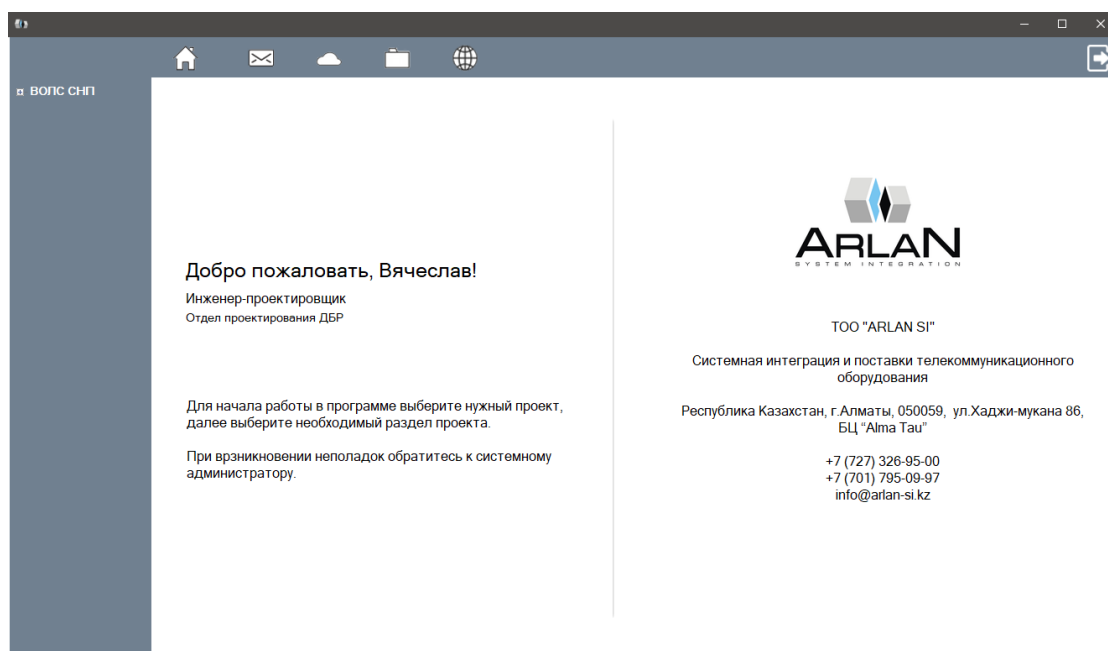 ¤ ВОПС СНП
Добро пожаловать, Вячеслав!
Инженер-проектировщик
Отдел проектирования ДБР
Для начала работы в программе выберите нужный проект,
далее выберите необходимый раздел проекта.
При врзникновении неполадок обратитесь к системному
администратору.
ARLAN
SYSTEM INTEGRATION
ТОО "ARLAN SI"
Системная интеграция и поставки телекоммуникационного
оборудования
Республика Казахстан, г.Алматы, 050059, ул.Хаджи-мукана 86,
БЦ “Alma Tau”
+7 (727) 326-95-00
+7 (701) 795-09-97
info@arlan-si.kz